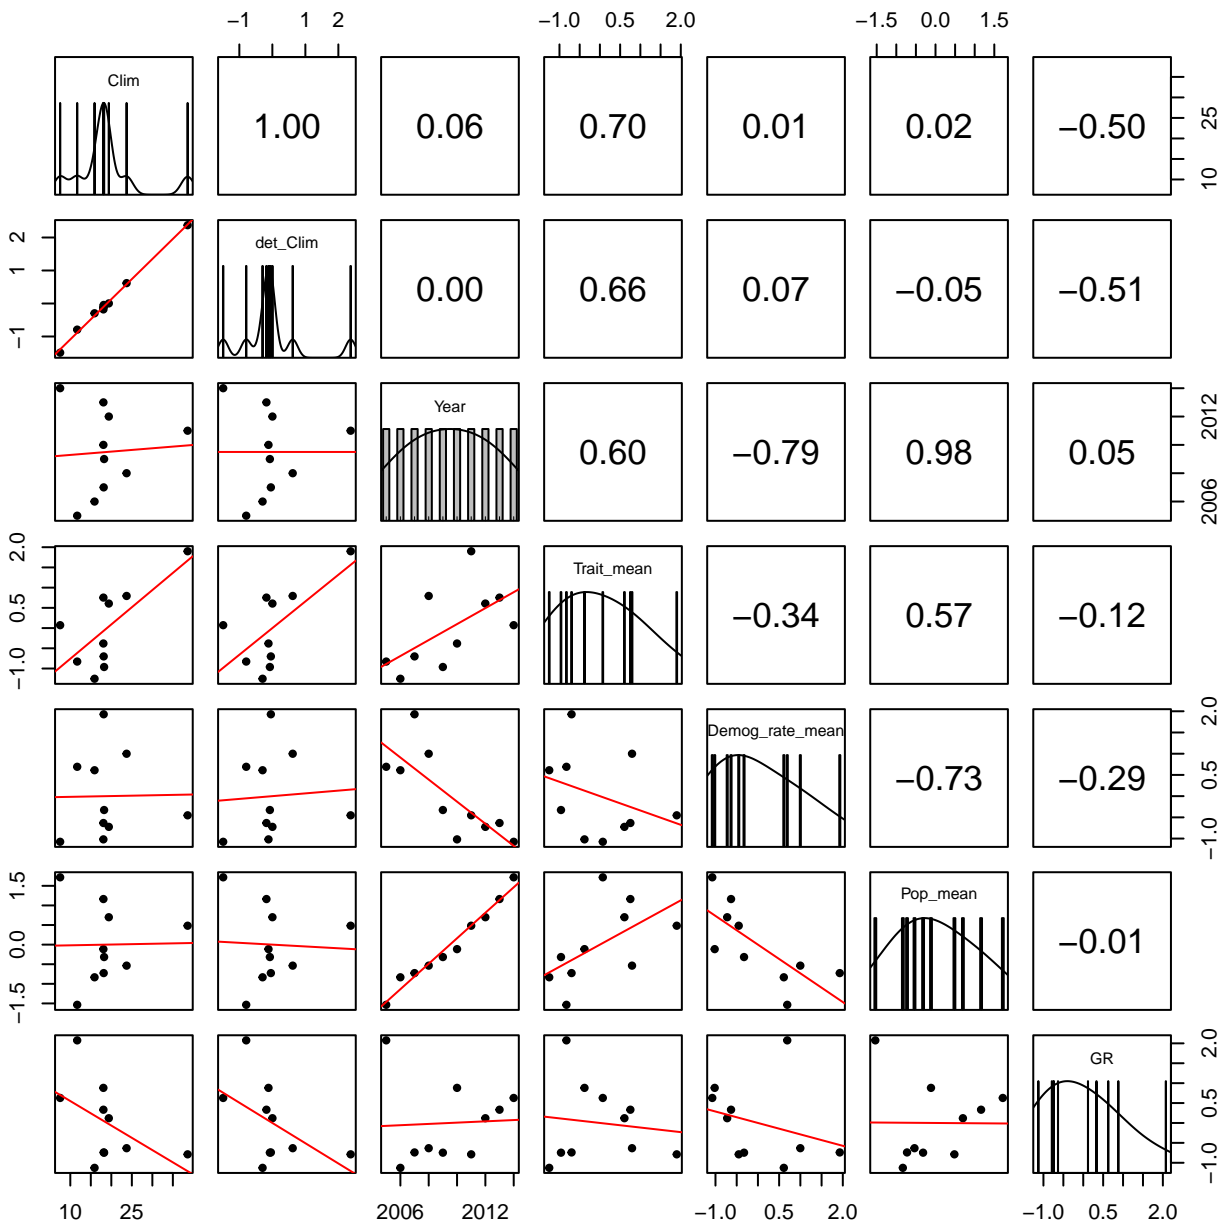 −1 1 2 −1.0 0.5 2.0 −1.5 0.0 1.5
Clim
1.00 0.06 0.70 0.01 0.02 −0.50
10 25
−1 1 2
det_Clim
0.00 0.66 0.07 −0.05 −0.51
Year
0.60 −0.79 0.98 0.05
2006 2012
−1.0 0.5 2.0
Trait_mean
−0.34 0.57 −0.12
Demog_rate_mean
−0.73 −0.29
−1.0 0.5 2.0
−1.5 0.0 1.5
Pop_mean
−0.01
GR
−1.0 0.5 2.0
10 25 2006 2012 −1.0 0.5 2.0 −1.0 0.5 2.0